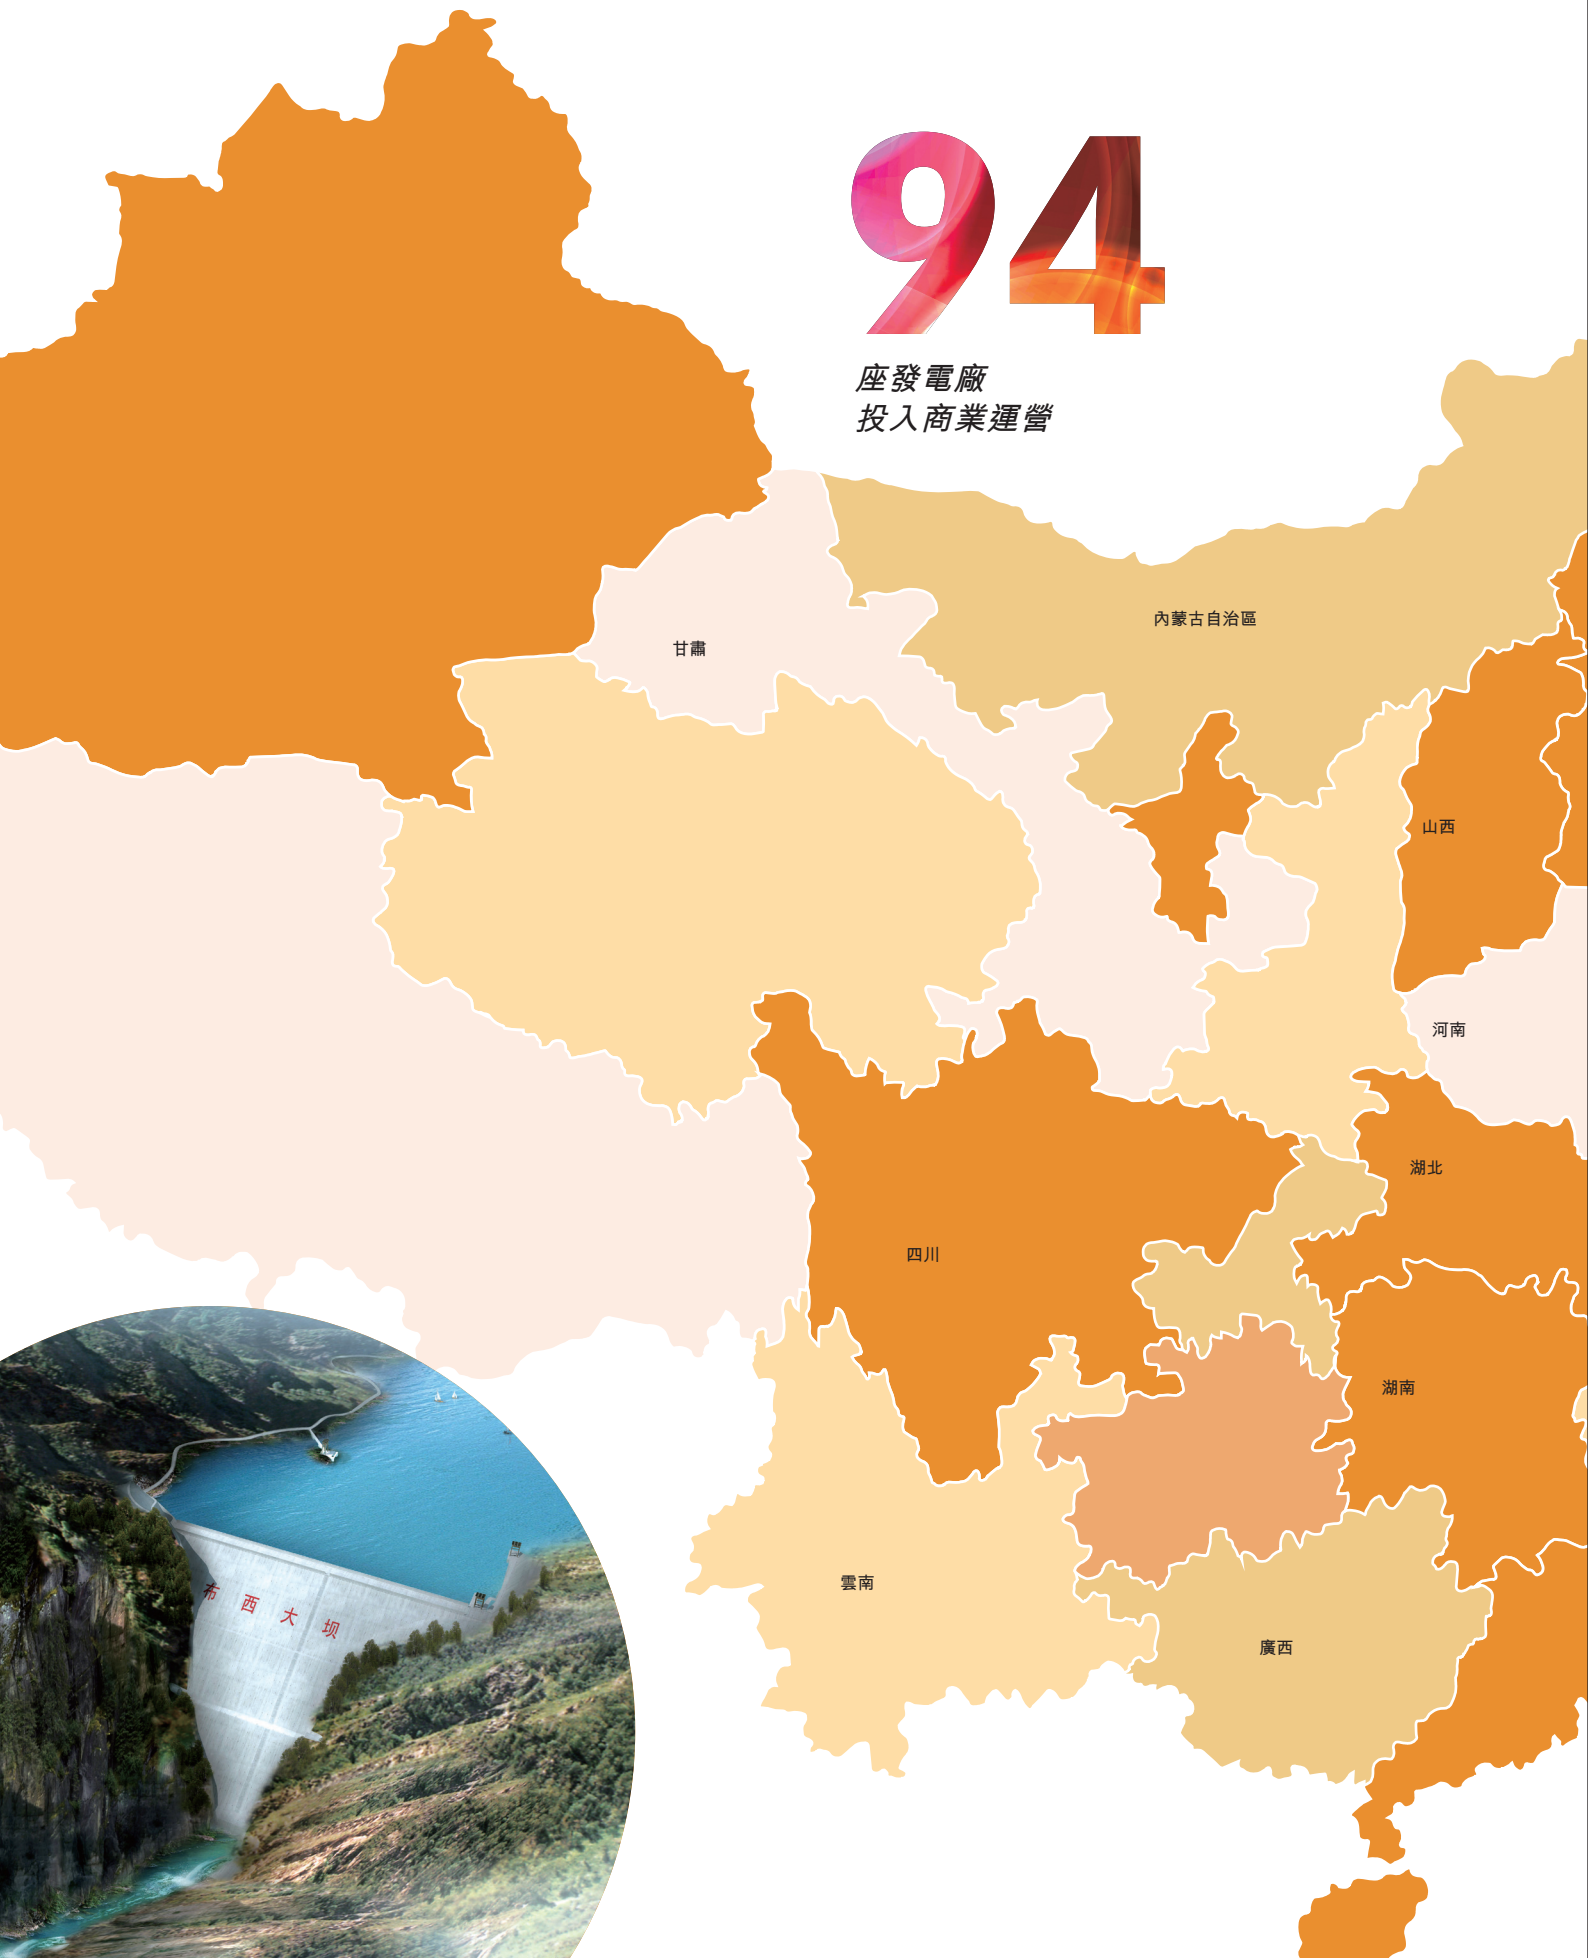 94
座發電廠
投入商業運營
內蒙古自治區
甘肅
山西
河南
湖北
四川
湖南
雲南
廣西
布西大坝